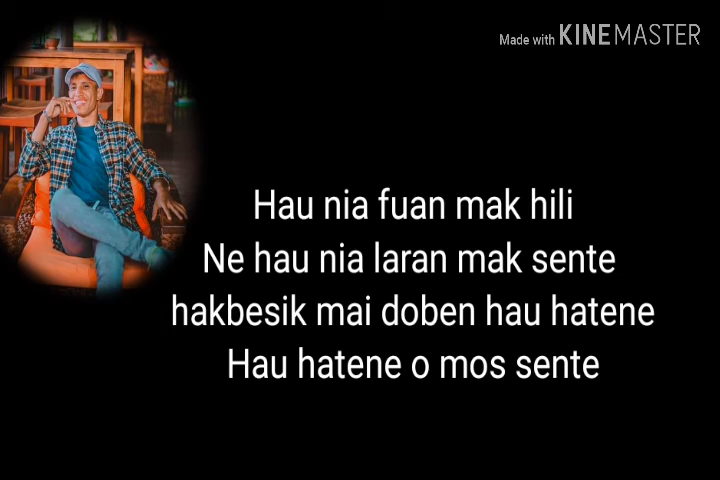 Made with KINEMASTER
Hau nia fuan mak hili
Ne hau nia laran mak sente
hakbesik mai doben hau hatene
Hau hatene o mos sente